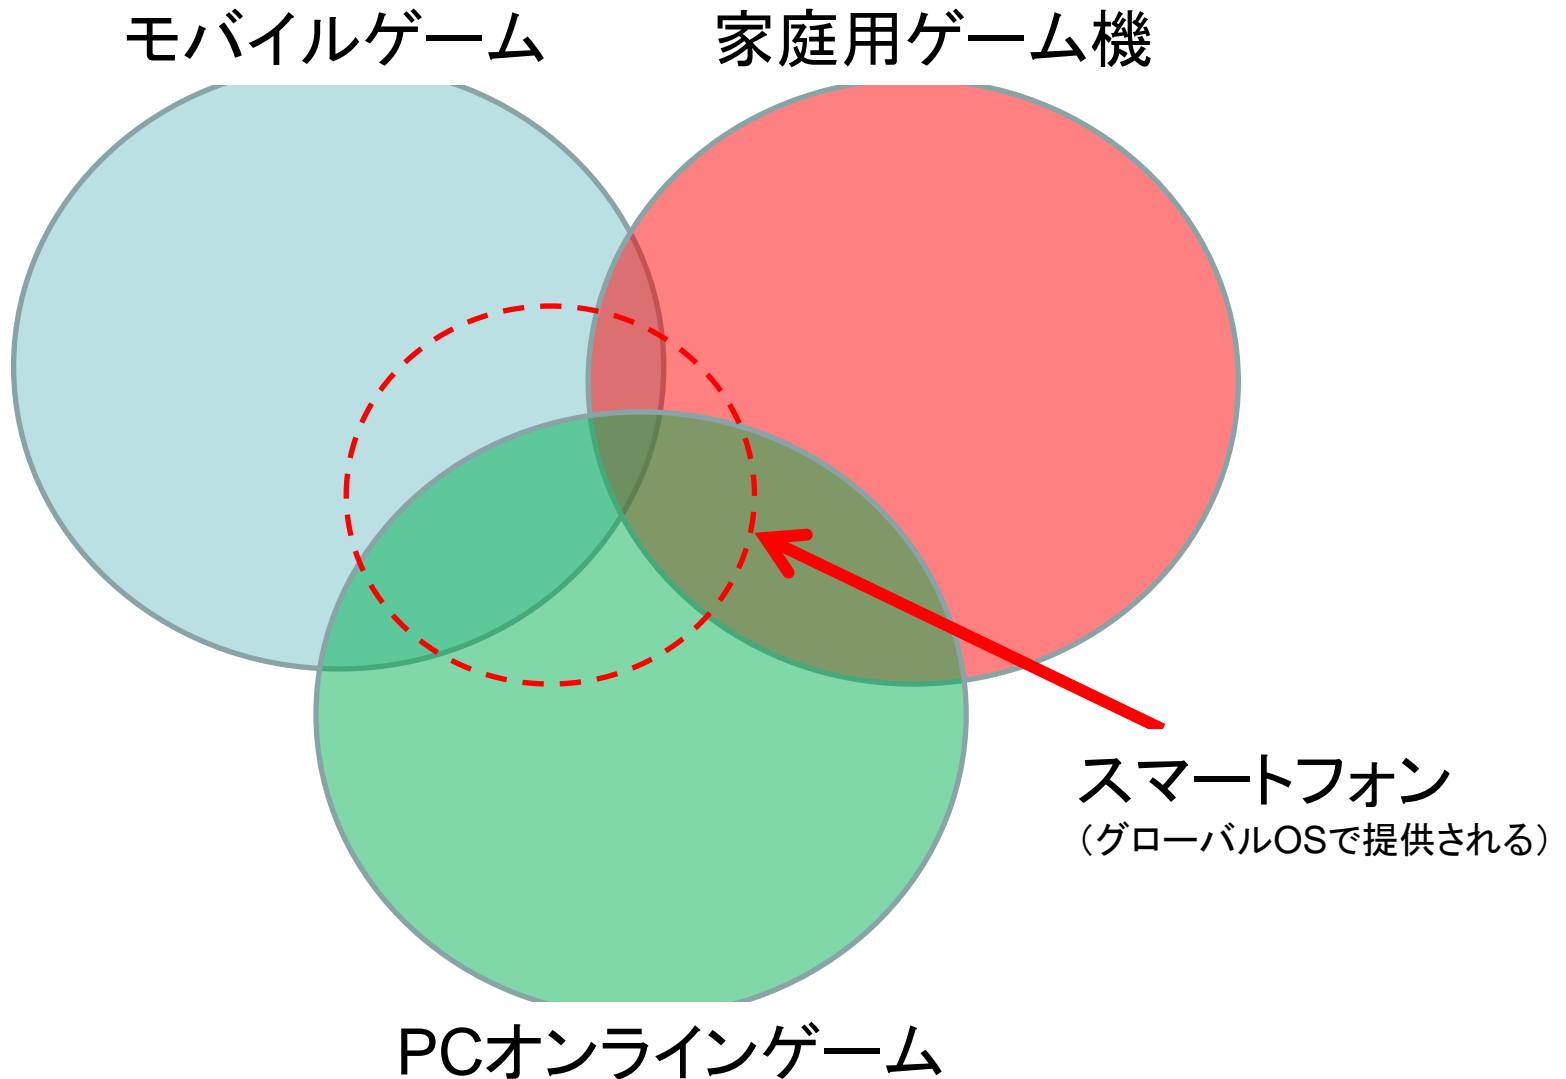 モバイルゲーム
家庭用ゲーム機
スマートフォン
（グローバルOSで提供される）
PCオンラインゲーム